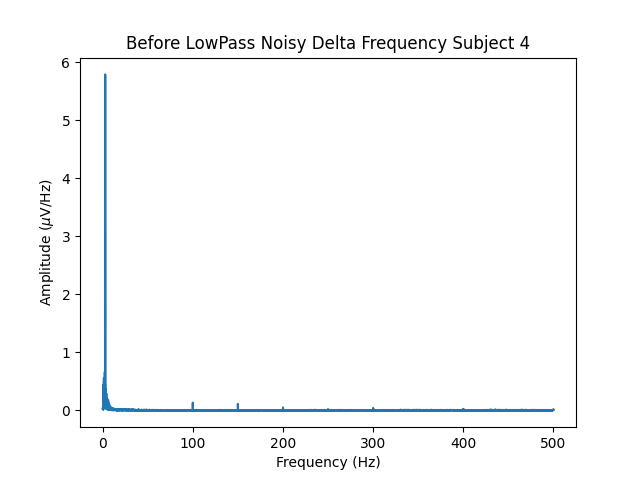 Before LowPass Noisy Delta Frequency Subject 4
Amplitude (μV/Hz)
6
5
4
3
2
1
0
0 100 200 300 400 500
Frequency (Hz)